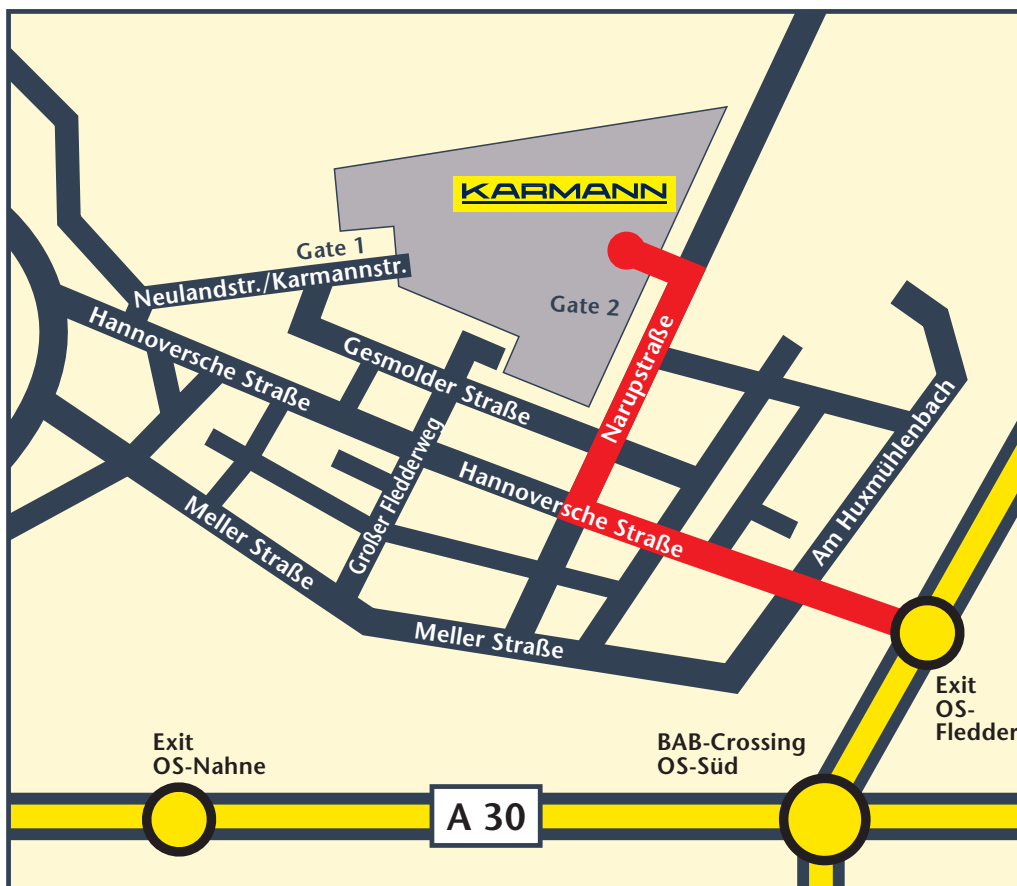 KARMANN
Gate 1
Neulandstr./Karmannstr.
Gate 2
Hannoversche Straße
Gesmolder Straße
Narupstraße
Großer Fledderweg
Hannoversche Straße
Am Huxmühlenbach
Meller Straße
Meller Straße
Exit
OS-
Fledder
Exit
OS-Nahne
BAB-Crossing
OS-Süd
A 30